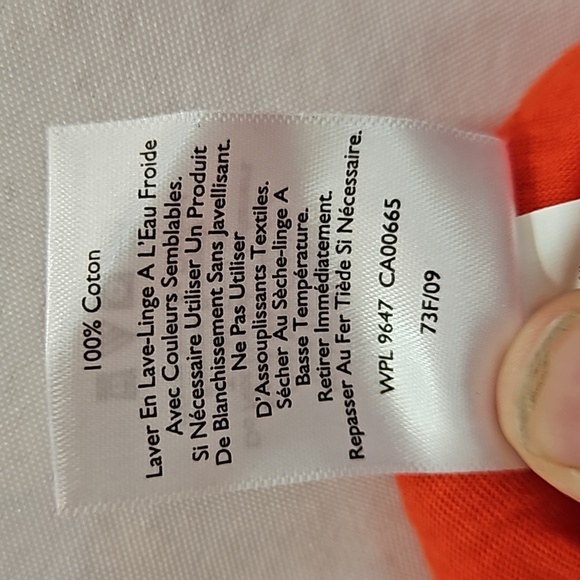 100% Coton
Laver En Lave-Linge A L'Eau Froide
Avec Couleurs Semblables.
Si Nécessaire Utiliser Un Produit
De Blanchissement Sans Javellisant.
Ne Pas Utiliser
D'Assouplissants Textiles.
Sécher Au Sèche-linge A
Basse Température.
Retirer Immédiatement.
Repasser Au Fer Tiède Si Nécessaire.
WPL 9647 CA00665
73F/09